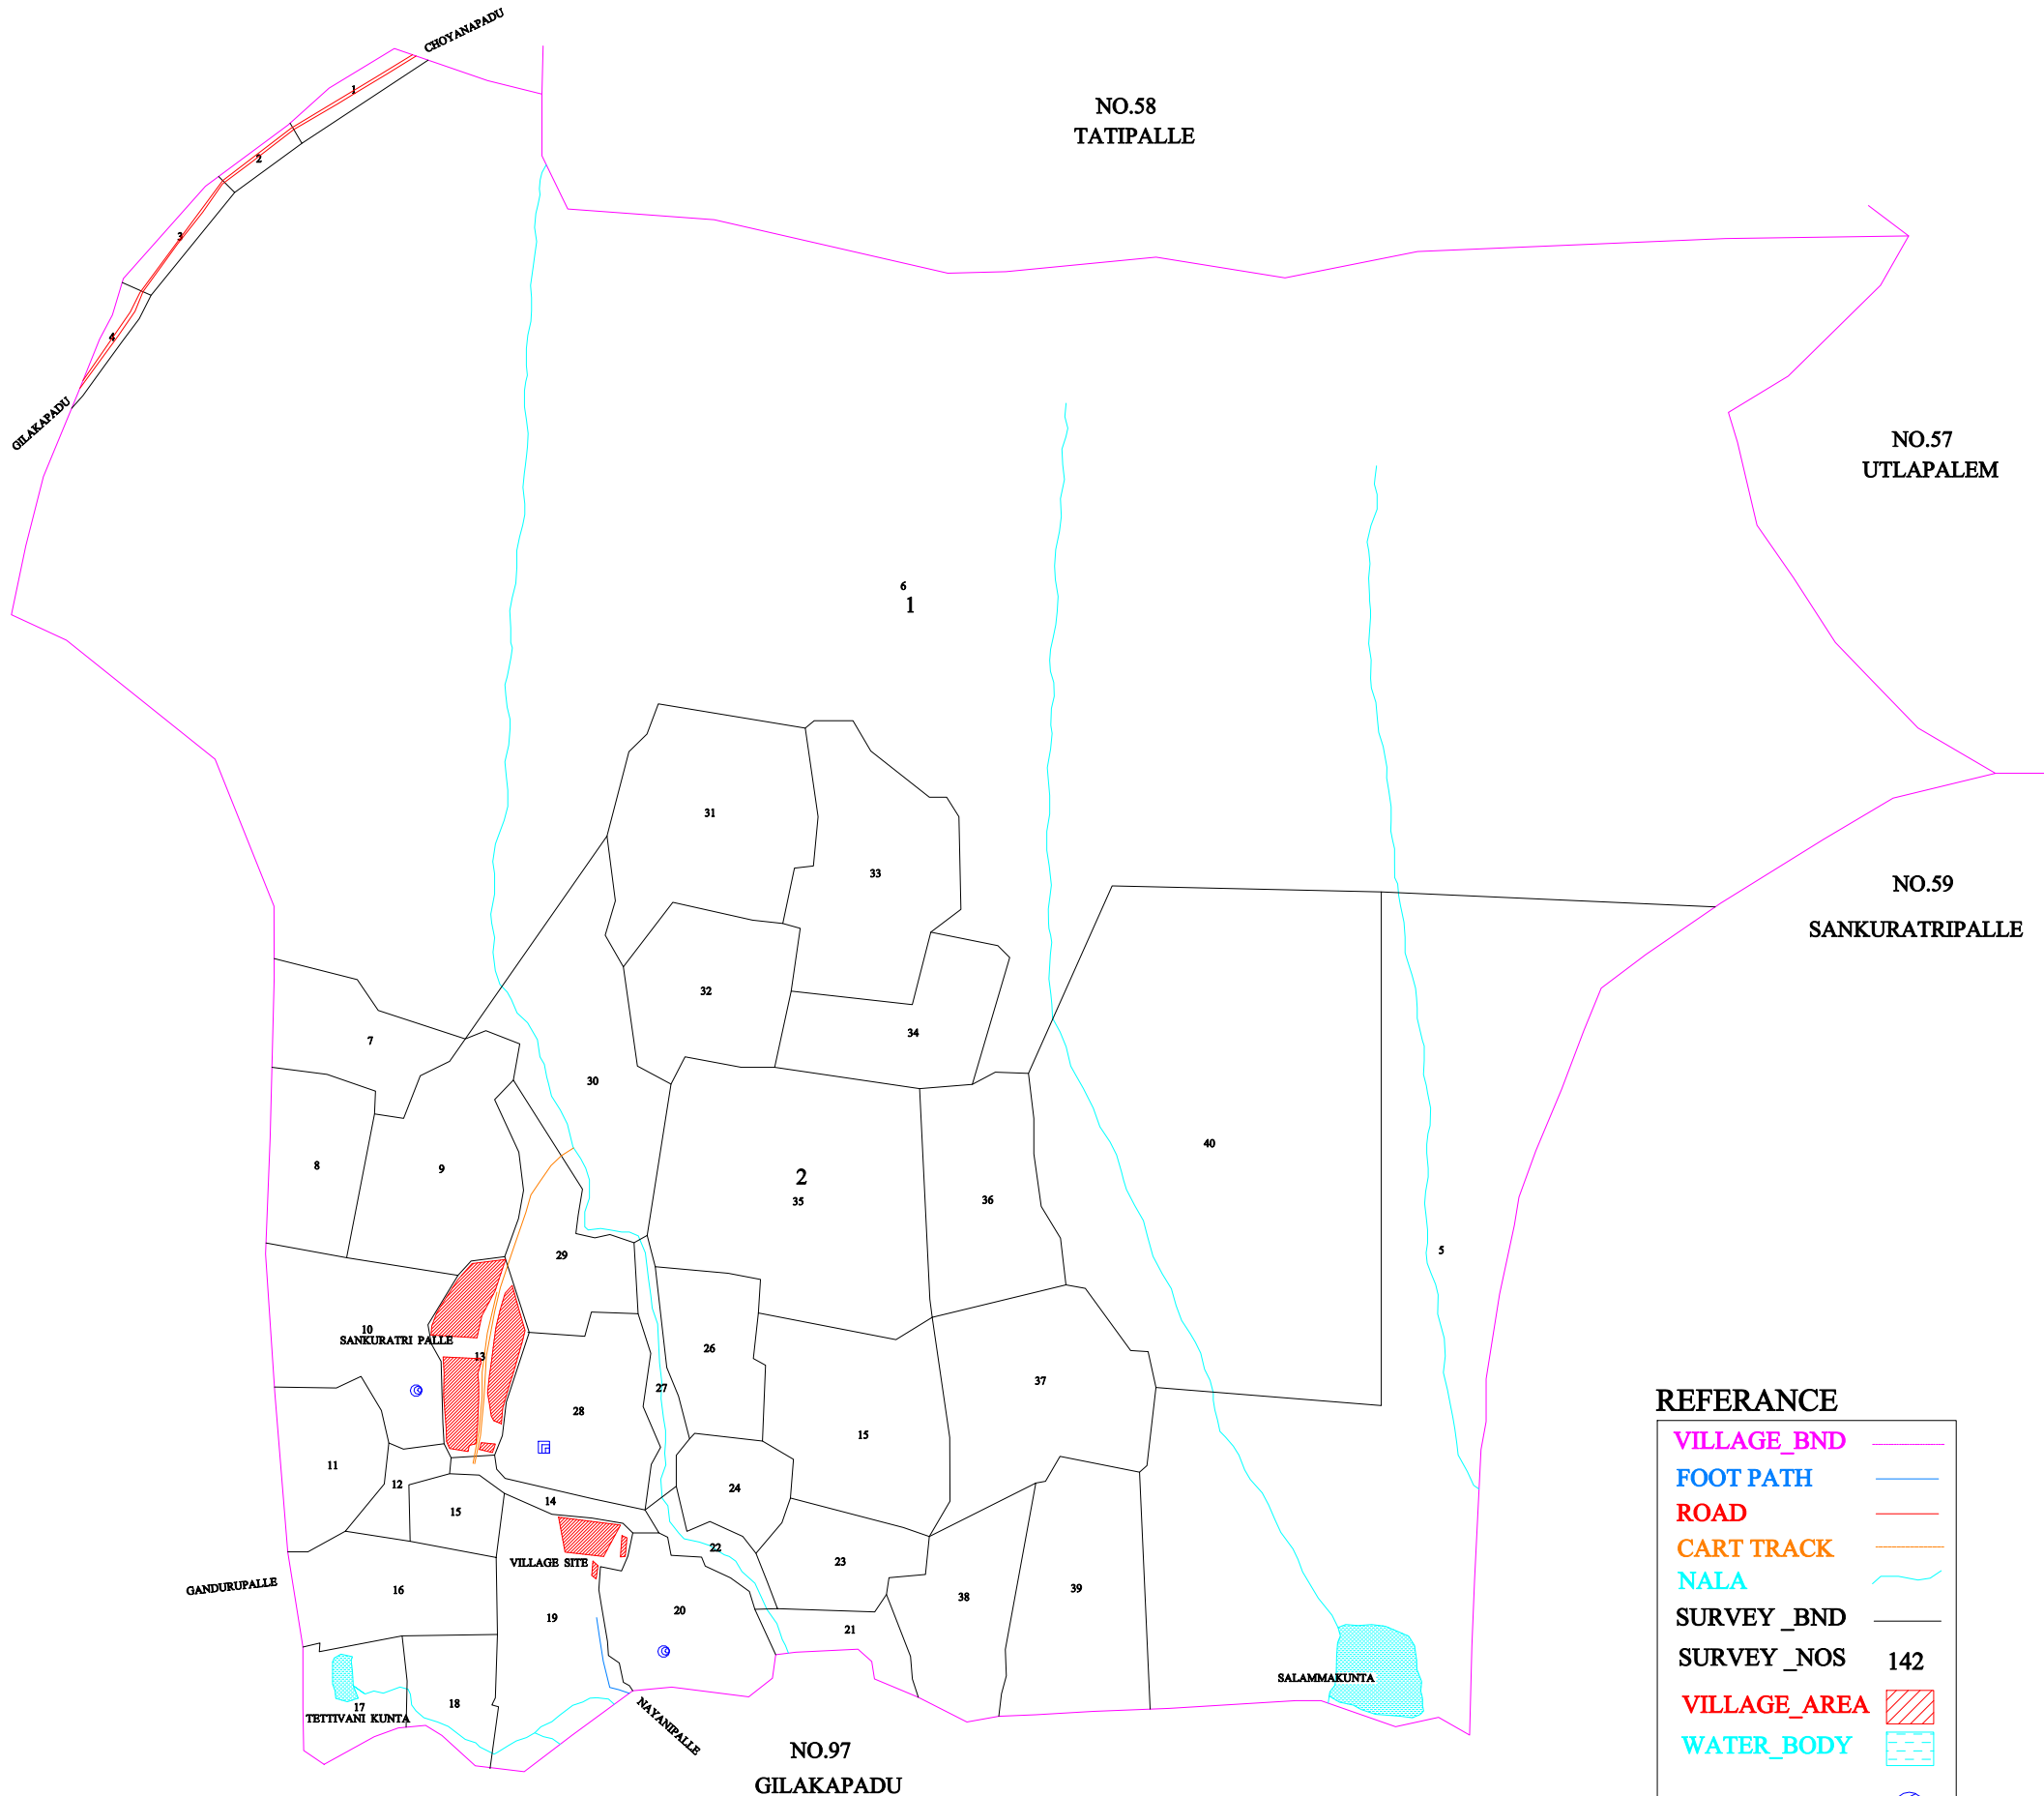 CHOYANAPADU
1
NO.58
TATIPALLE
2
3
4
GILAKAPADU
NO.57
UTLAPALEM
6
1
31
33
NO.59
SANKURATRIPALLE
32
34
7
30
40
8
9
2
35
36
5
29
10
SANKURATRI PALLE
13
26
37
27
28
15
11
12
24
14
15
22
VILLAGE SITE
23
GANDURUPALLE
16
19
20
38
39
21
SALAMMAKUNTA
17
TETTIVANI KUNTA
18
NAYANIPALLE
NO.97
GILAKAPADU
REFERANCE
VILLAGE_BND
FOOT PATH
ROAD
CART TRACK
NALA
SURVEY _BND
SURVEY _NOS 142
VILLAGE_AREA
WATER_BODY